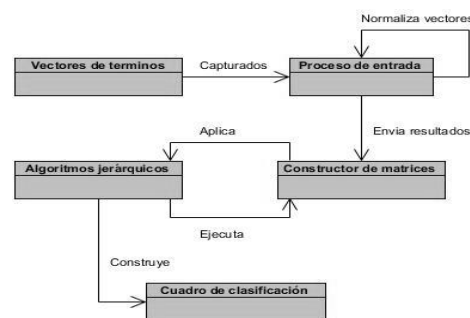 Normaliza vectores
Vectores de terminos
Capturados
Proceso de entrada
Aplica
Envia resultados
Algoritmos jeràrquicos
Constructor de matrices
Ejecuta
Construye
Cuadro de clasificación